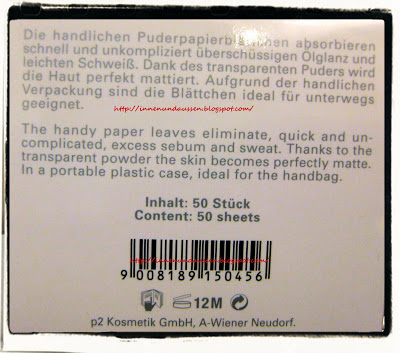 Die handlichen Puderpapierblättchen absorbieren
schnell und unkompliziert überschüssigen Ölglanz und
leichten Schweiß. Dank des transparenten Puders wird
die Haut perfekt mattiert. Aufgrund der handlichen
Verpackung sind die Blättchen ideal für unterwegs
geeignet.
http://innenundaussen.blogspot.com/
The handy paper leaves eliminate, quick and un-
complicated, excess sebum and sweat. Thanks to the
transparent powder the skin becomes perfectly matte.
In a portable plastic case, ideal for the handbag.
Inhalt: 50 Stück
Content: 50 sheets
http://innenundaussen.blogspot.com/
9 008189 150456
12M
p2 Kosmetik GmbH, A-Wiener Neudorf.